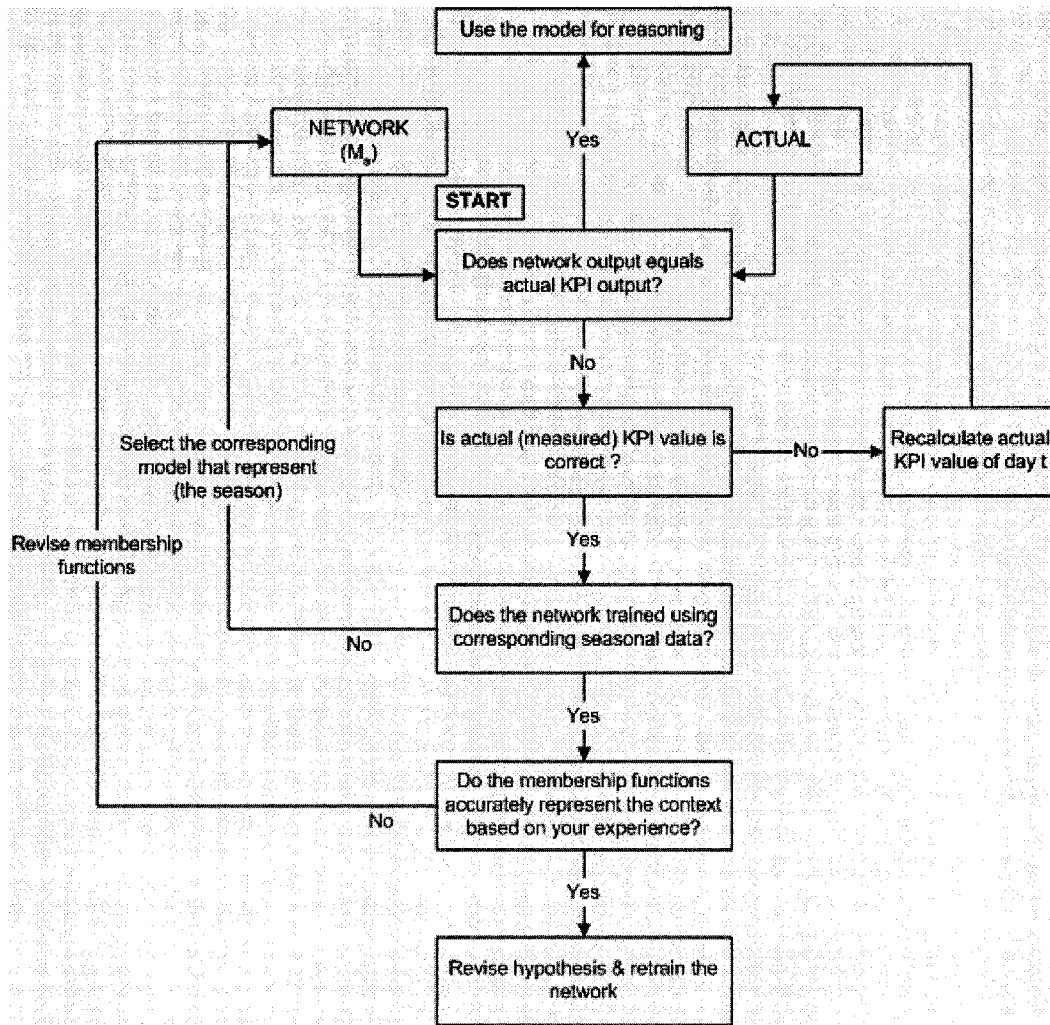 Use the model for reasoning
NETWORK
(Ms)
Yes
ACTUAL
START
Does network output equals
actual KPI output?
No
Is actual (measured) KPI value is
correct ?
No
Recalculate actual
KPI value of day t
Select the corresponding
model that represent
(the season)
Yes
Revise membership
functions
Does the network trained using
corresponding seasonal data?
No
Yes
Do the membership functions
accurately represent the context
based on your experience?
No
Yes
Revise hypothesis & retrain the
network